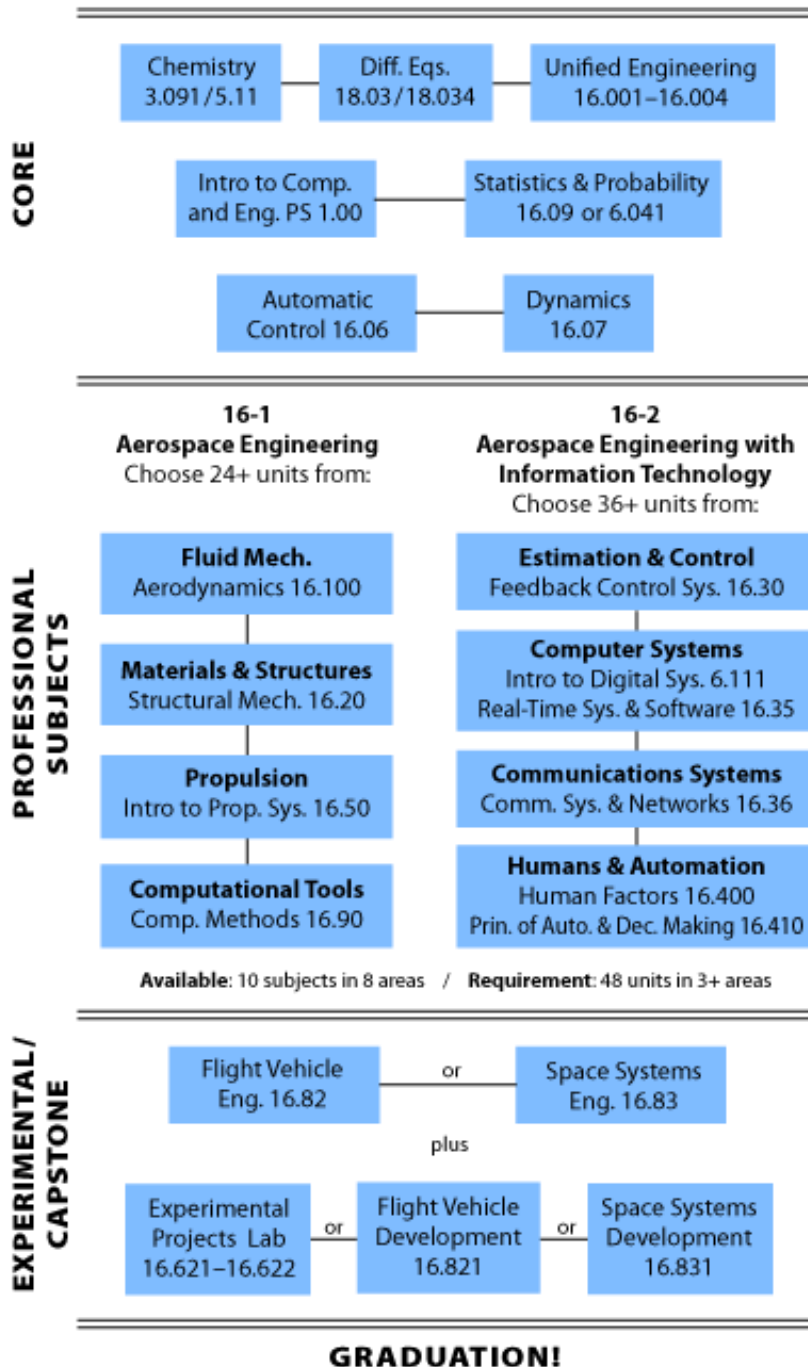 CORE
Chemistry
3.091/5.11
Diff. Eqs.
18.03/18.034
Unified Engineering
16.001–16.004
Intro to Comp.
and Eng. PS 1.00
Statistics & Probability
16.09 or 6.041
Automatic
Control 16.06
Dynamics
16.07
PROFESSIONAL
SUBJECTS
16-1
Aerospace Engineering
Choose 24+ units from:
Fluid Mech.
Aerodynamics 16.100
Materials & Structures
Structural Mech. 16.20
Propulsion
Intro to Prop. Sys. 16.50
Computational Tools
Comp. Methods 16.90
16-2
Aerospace Engineering with
Information Technology
Choose 36+ units from:
Estimation & Control
Feedback Control Sys. 16.30
Computer Systems
Intro to Digital Sys. 6.111
Real-Time Sys. & Software 16.35
Communications Systems
Comm. Sys. & Networks 16.36
Humans & Automation
Human Factors 16.400
Prin. of Auto. & Dec. Making 16.410
Available: 10 subjects in 8 areas / Requirement: 48 units in 3+ areas
EXPERIMENTAL/
CAPSTONE
Flight Vehicle
Eng. 16.82
or
Space Systems
Eng. 16.83
plus
Experimental
Projects Lab
16.621–16.622
or
Flight Vehicle
Development
16.821
or
Space Systems
Development
16.831
GRADUATION!